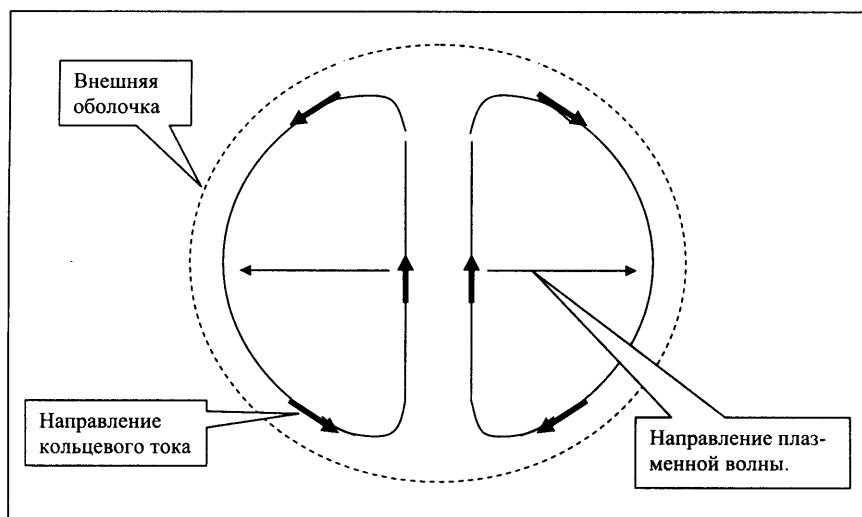 Внешняя
оболочка
Направление
кольцевого тока
Направление плаз-
менной волны.